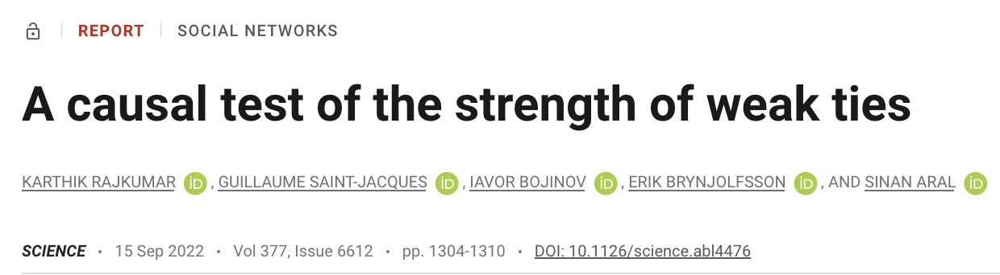 REPORT SOCIAL NETWORKS
A causal test of the strength of weak ties
KARTHIK RAJKUMAR iD , GUILLAUME SAINT-JACQUES iD , IAVOR BOJINOV iD , ERIK BRYNJOLFSSON iD , AND SINAN ARAL iD
SCIENCE • 15 Sep 2022 • Vol 377, Issue 6612 • pp. 1304-1310 • DOI: 10.1126/science.abl4476